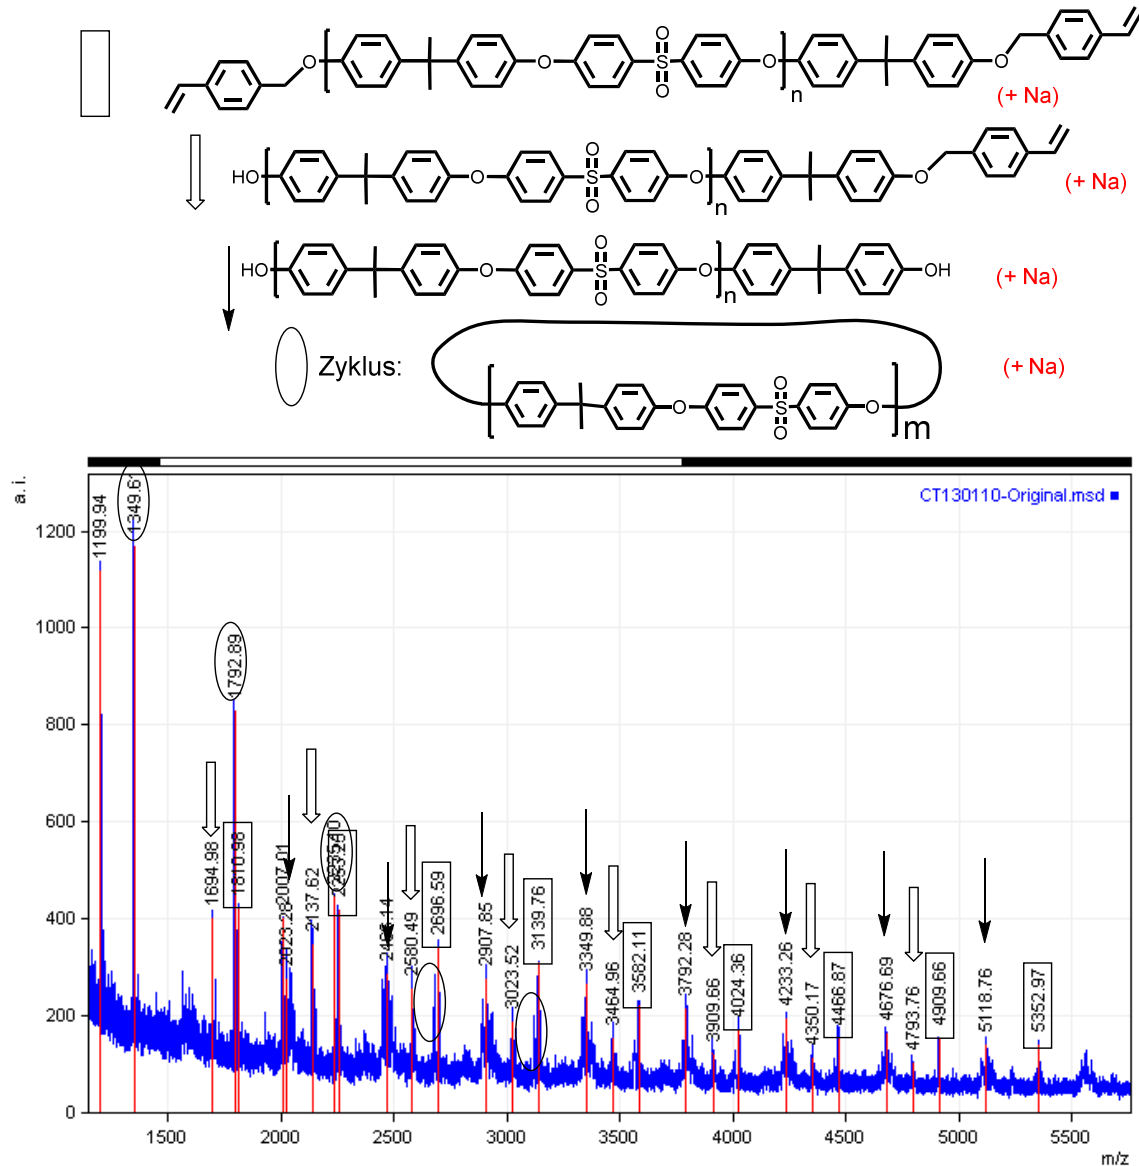 O
O
O
O
S
O
O
O
n
(+ Na)
HO
O
O
S
O
O
O
n
(+ Na)
HO
O
O
S
O
O
OH
n
(+ Na)
Zyklus:
(+ Na)
O
O
S
O
O
m
a.i.
CT130110-Original.msd
1200
1000
800
600
400
200
0
1199.94
1349.61
1694.98
1792.89
1810.98
2007.01
2023.28
2137.62
2580.49
2696.59
2907.85
3023.52
3139.76
3349.88
3464.96
3582.11
3792.28
3909.66
4024.36
4233.26
4350.17
4466.87
4676.69
4793.76
4909.66
5118.76
5352.97
1500 2000 2500 3000 3500 4000 4500 5000 5500
m/z